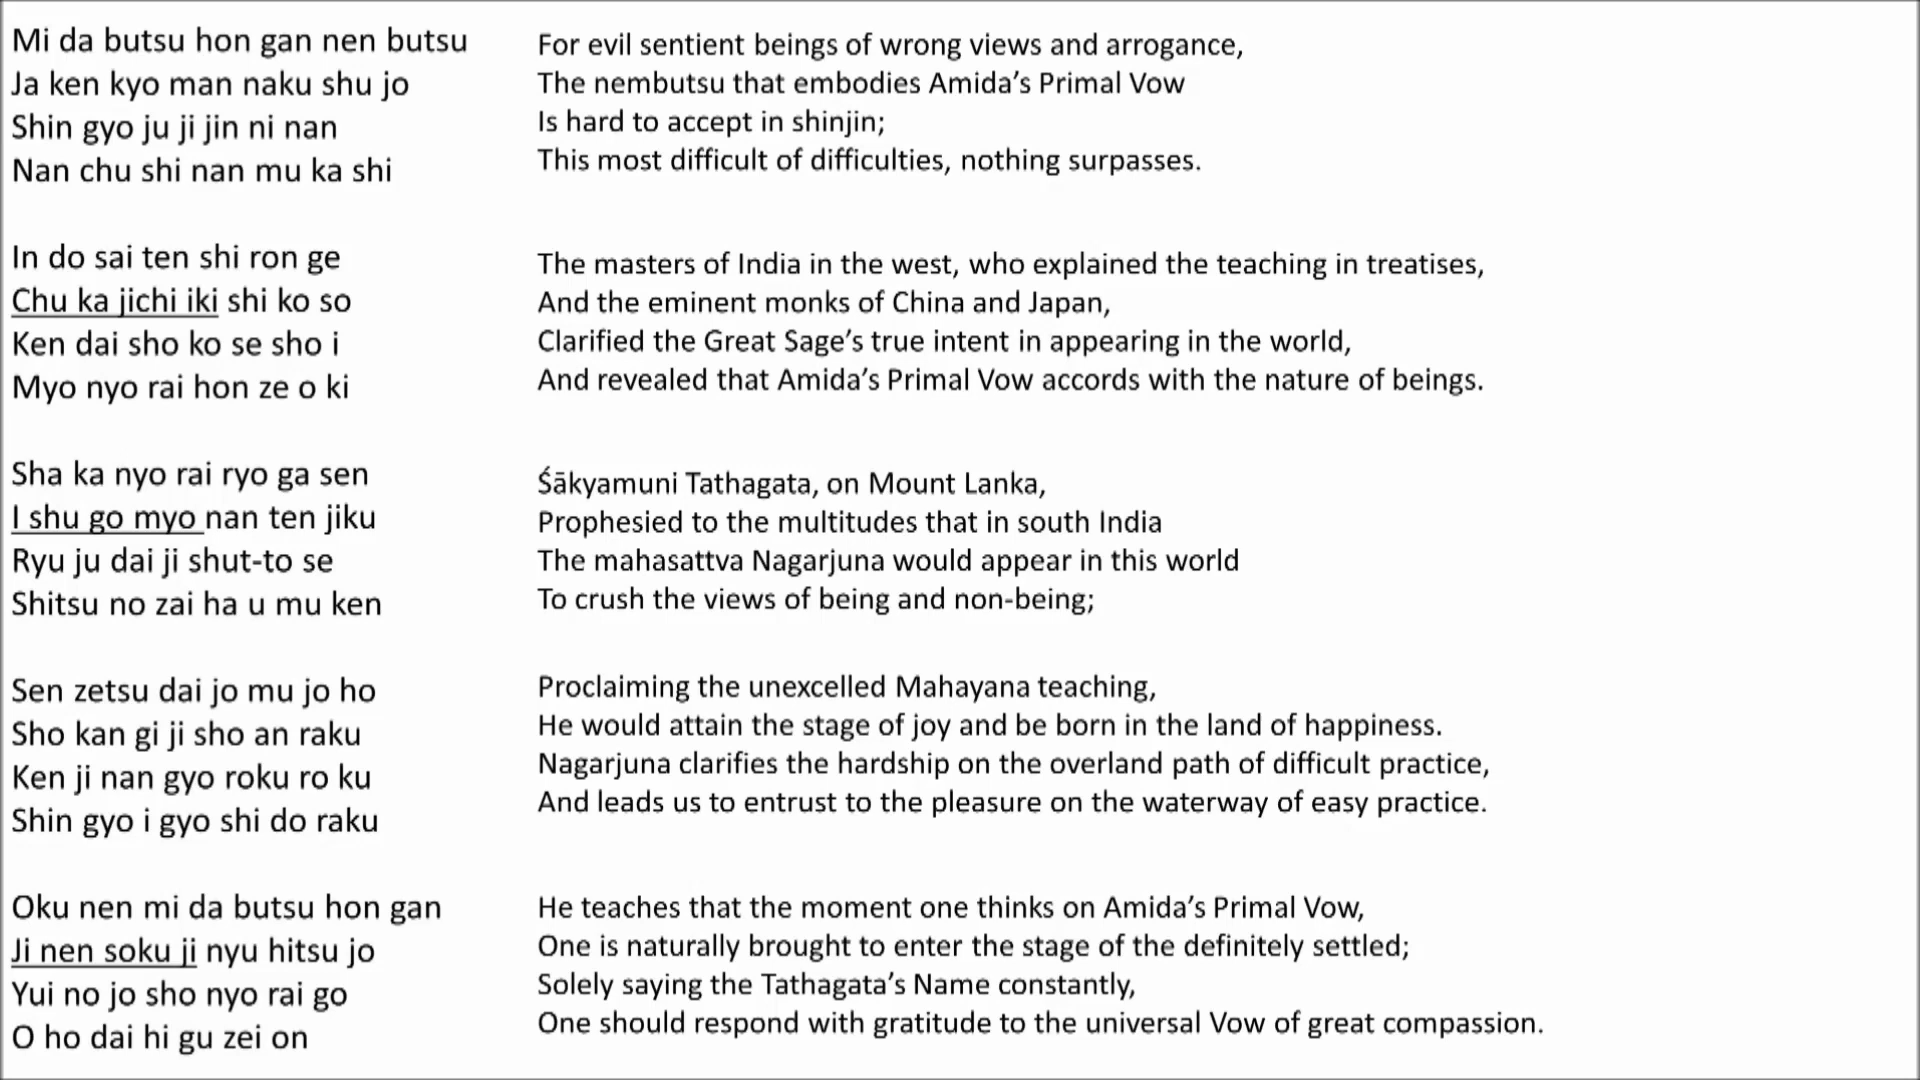 Mi da butsu hon gan nen butsu
Ja ken kyo man naku shu jo
Shin gyo ju ji jin ni nan
Nan chu shi nan mu ka shi
For evil sentient beings of wrong views and arrogance,
The nembutsu that embodies Amida’s Primal Vow
Is hard to accept in shinjin;
This most difficult of difficulties, nothing surpasses.
In do sai ten shi ron ge
Chu ka jichi iki shi ko so
Ken dai sho ko se sho i
Myo nyo rai hon ze o ki
The masters of India in the west, who explained the teaching in treatises,
And the eminent monks of China and Japan,
Clarified the Great Sage’s true intent in appearing in the world,
And revealed that Amida’s Primal Vow accords with the nature of beings.
Sha ka nyo rai ryo ga sen
I shu go myo nan ten jiku
Ryu ju dai ji shut-to se
Shitsu no zai ha u mu ken
Śākyamuni Tathagata, on Mount Lanka,
Prophesied to the multitudes that in south India
The mahasattva Nagarjuna would appear in this world
To crush the views of being and non-being;
Sen zetsu dai jo mu jo ho
Sho kan gi ji sho an raku
Ken ji nan gyo roku ro ku
Shin gyo i gyo shi do raku
Proclaiming the unexcelled Mahayana teaching,
He would attain the stage of joy and be born in the land of happiness.
Nagarjuna clarifies the hardship on the overland path of difficult practice,
And leads us to entrust to the pleasure on the waterway of easy practice.
Oku nen mi da butsu hon gan
Ji nen soku ji nyu hitsu jo
Yui no jo sho nyo rai go
O ho dai hi gu zei on
He teaches that the moment one thinks on Amida’s Primal Vow,
One is naturally brought to enter the stage of the definitely settled;
Solely saying the Tathagata’s Name constantly,
One should respond with gratitude to the universal Vow of great compassion.